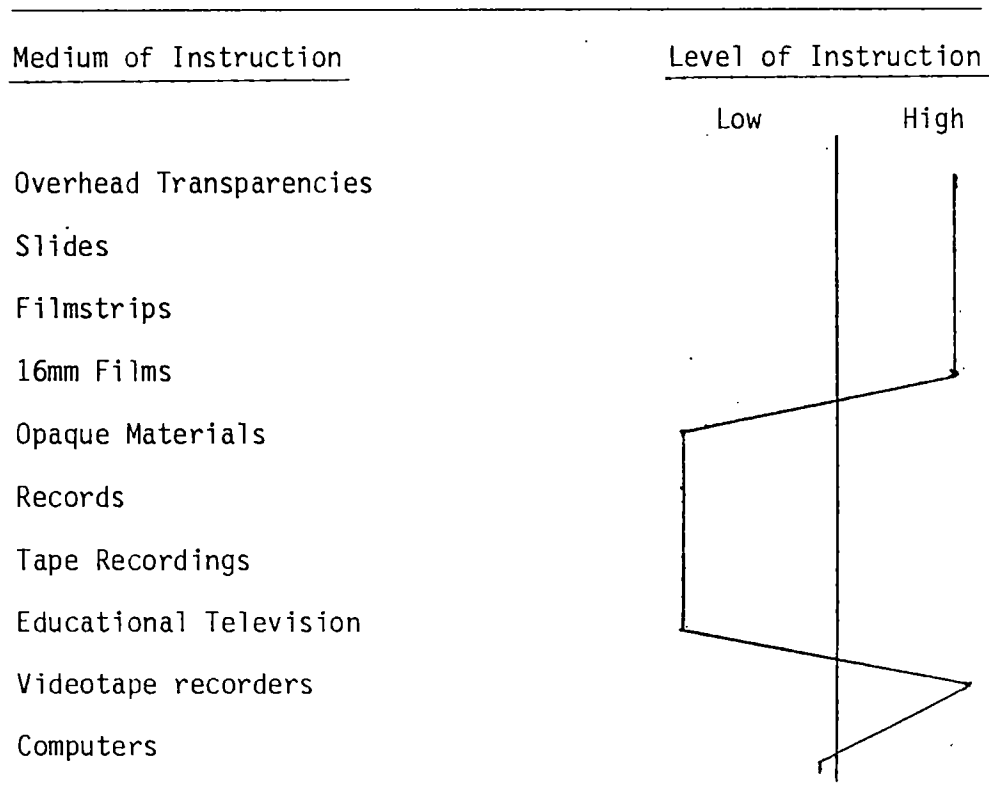 Medium of Instruction Level of Instruction
Low High
Overhead Transparencies
Slides
Filmstrips
16mm Films
Opaque Materials
Records
Tape Recordings
Educational Television
Videotape recorders
Computers